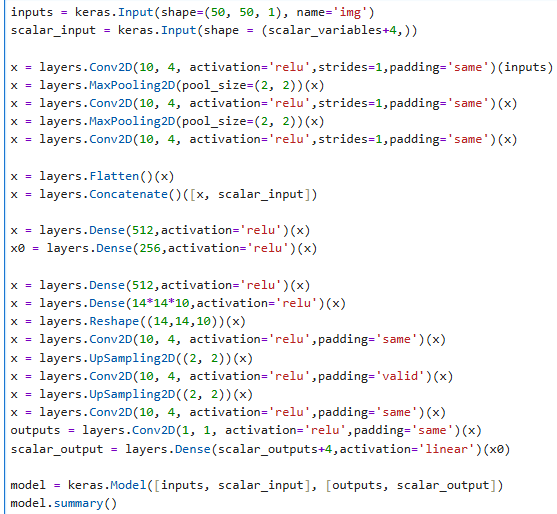 inputs = keras.Input(shape=(50, 50, 1), name='img')
scalar_input = keras.Input(shape = (scalar_variables+4,))
x = layers.Conv2D(10, 4, activation='relu',strides=1,padding='same')(inputs)
x = layers.MaxPooling2D(pool_size=(2, 2))(x)
x = layers.Conv2D(10, 4, activation='relu',strides=1,padding='same')(x)
x = layers.MaxPooling2D(pool_size=(2, 2))(x)
x = layers.Conv2D(10, 4, activation='relu',strides=1,padding='same')(x)
x = layers.Flatten()(x)
x = layers.Concatenate()([x, scalar_input])
x = layers.Dense(512,activation='relu')(x)
x0 = layers.Dense(256,activation='relu')(x)
x = layers.Dense(512,activation='relu')(x)
x = layers.Dense(14*14*10,activation='relu')(x)
x = layers.Reshape((14,14,10))(x)
x = layers.Conv2D(10, 4, activation='relu',padding='same')(x)
x = layers.UpSampling2D((2, 2))(x)
x = layers.Conv2D(10, 4, activation='relu',padding='valid')(x)
x = layers.UpSampling2D((2, 2))(x)
x = layers.Conv2D(10, 4, activation='relu',padding='same')(x)
outputs = layers.Conv2D(1, 1, activation='relu',padding='same')(x)
scalar_output = layers.Dense(scalar_outputs+4,activation='linear')(x0)
model = keras.Model([inputs, scalar_input], [outputs, scalar_output])
model.summary()